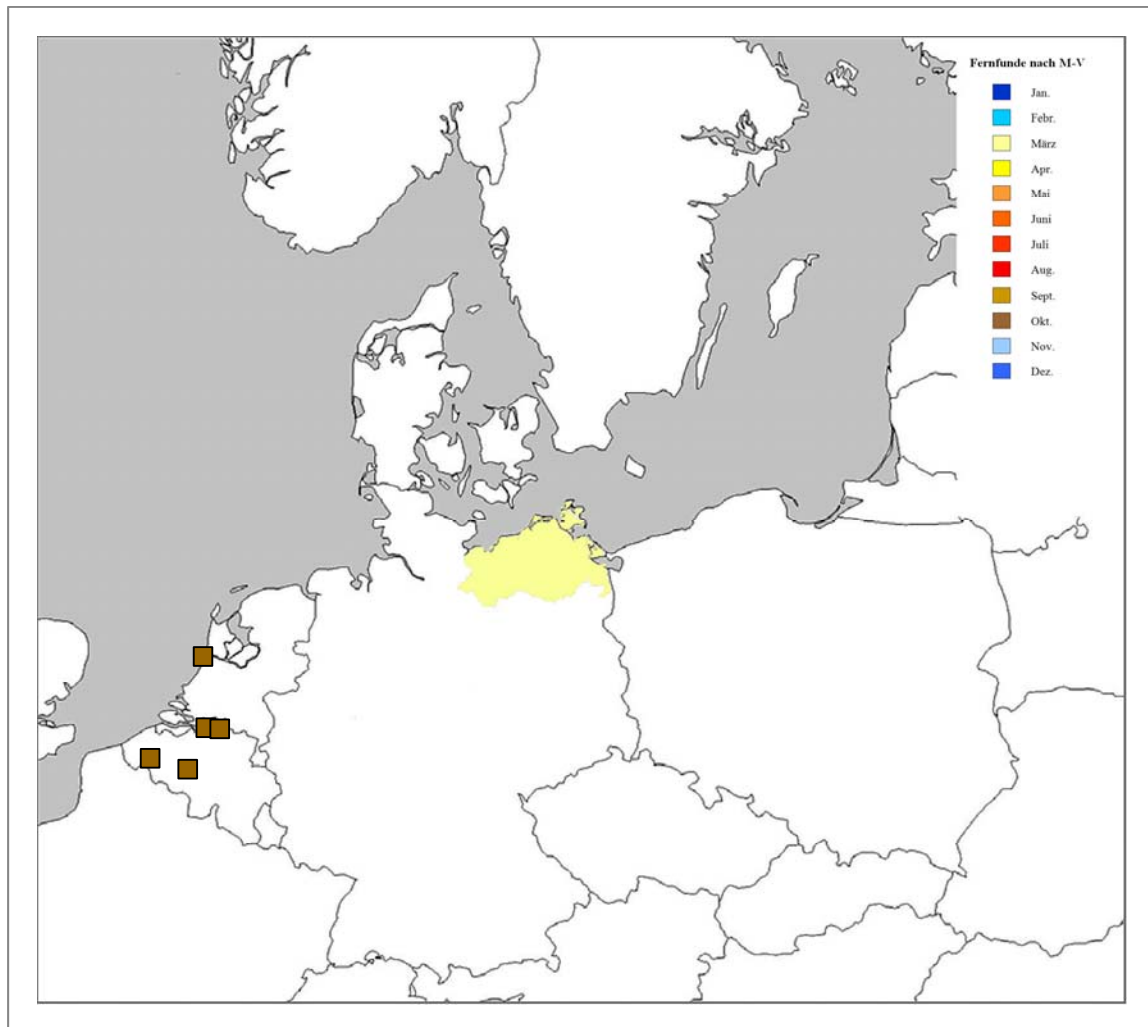 Fernfunde nach M-V
Jan.
Febr.
März
Apr.
Mai
Juni
Juli
Aug.
Sept.
Okt.
Nov.
Dez.